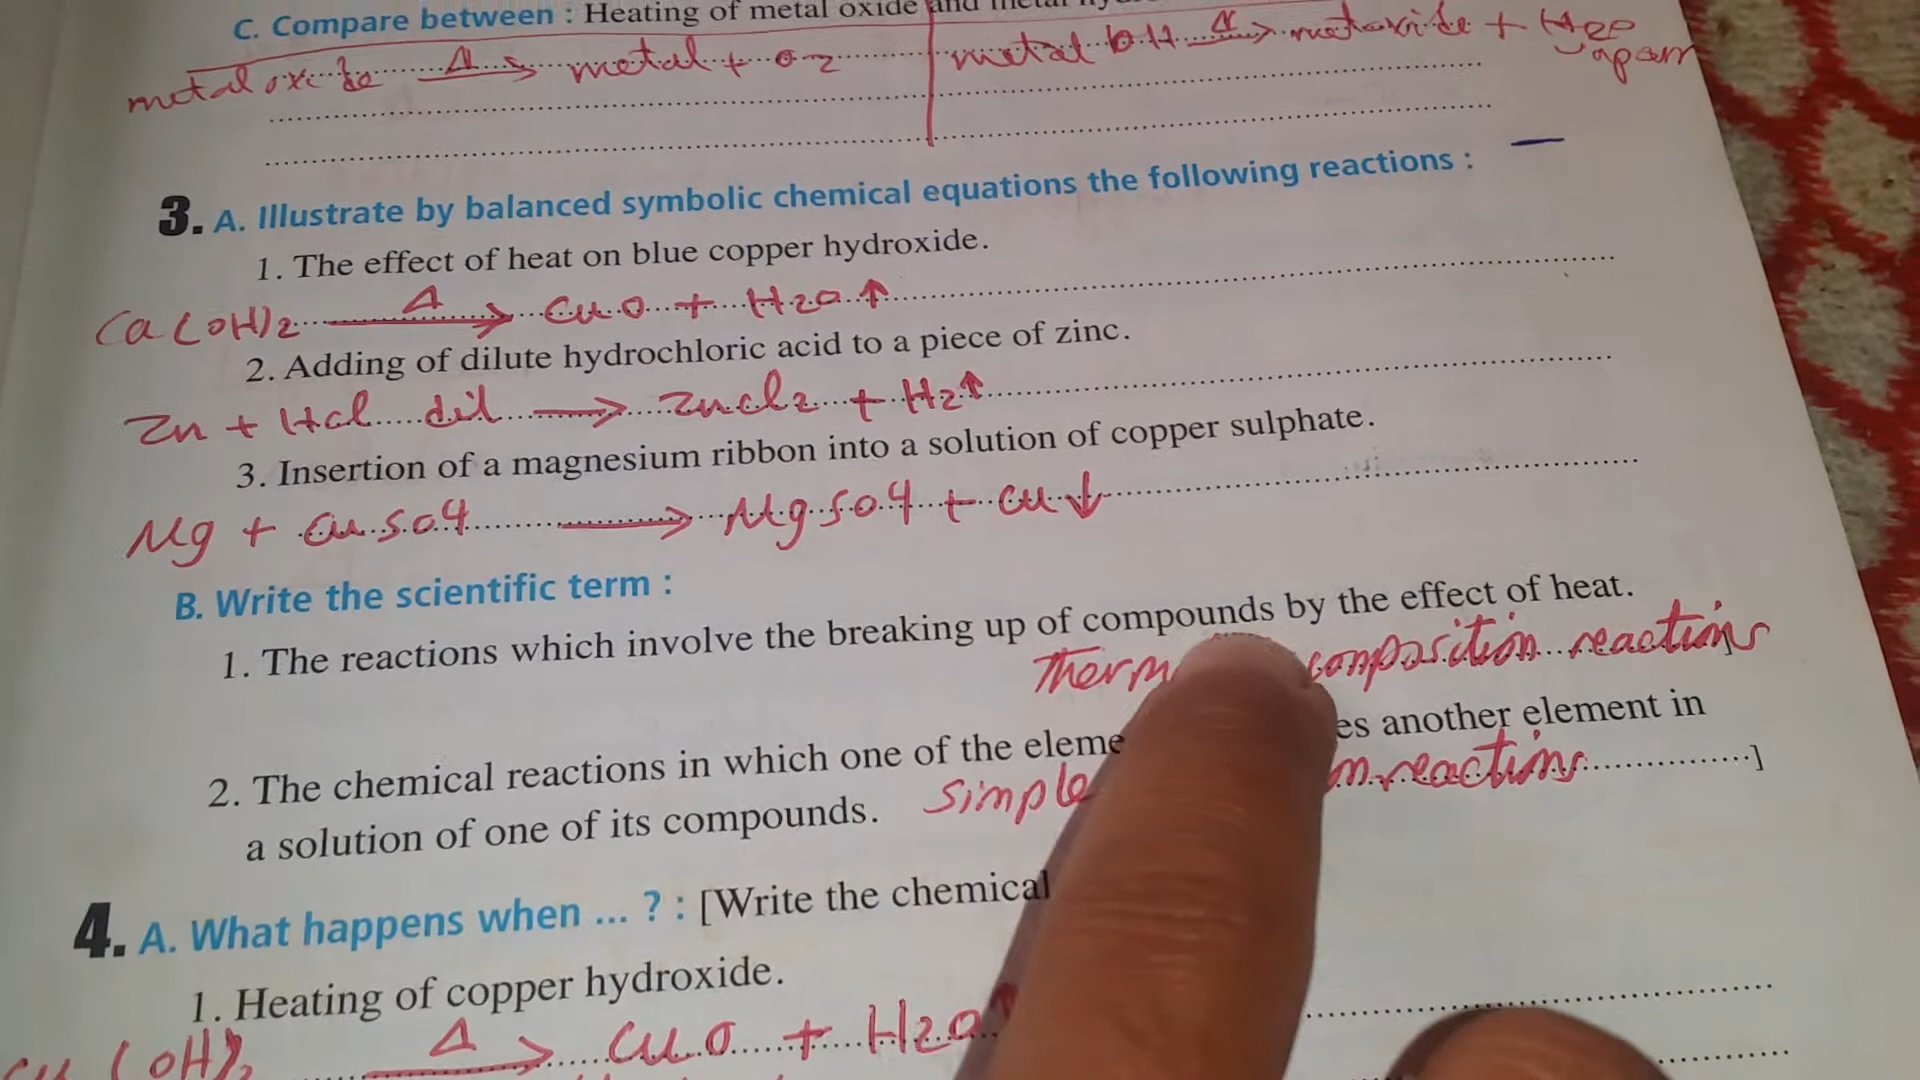 C. Compare between : Heating of metal oxide and metal
metal oxide Δ→ metal + O2
metal OH Δ→ metoxide + H2O
3. A. Illustrate by balanced symbolic chemical equations the following reactions :
1. The effect of heat on blue copper hydroxide.
Ca(OH)2 Δ→ CuO + H2O↑
2. Adding of dilute hydrochloric acid to a piece of zinc.
Zn + HCl dil → ZnCl2 + H2↑
3. Insertion of a magnesium ribbon into a solution of copper sulphate.
Mg + CuSO4 → MgSO4 + Cu↓
B. Write the scientific term :
1. The reactions which involve the breaking up of compounds by the effect of heat.
Therm composition reactions
2. The chemical reactions in which one of the eleme es another element in
a solution of one of its compounds. simple n reactions ]
4. A. What happens when ... ? : [Write the chemical
1. Heating of copper hydroxide.
Cu(OH)2 Δ→ CuO + H2O